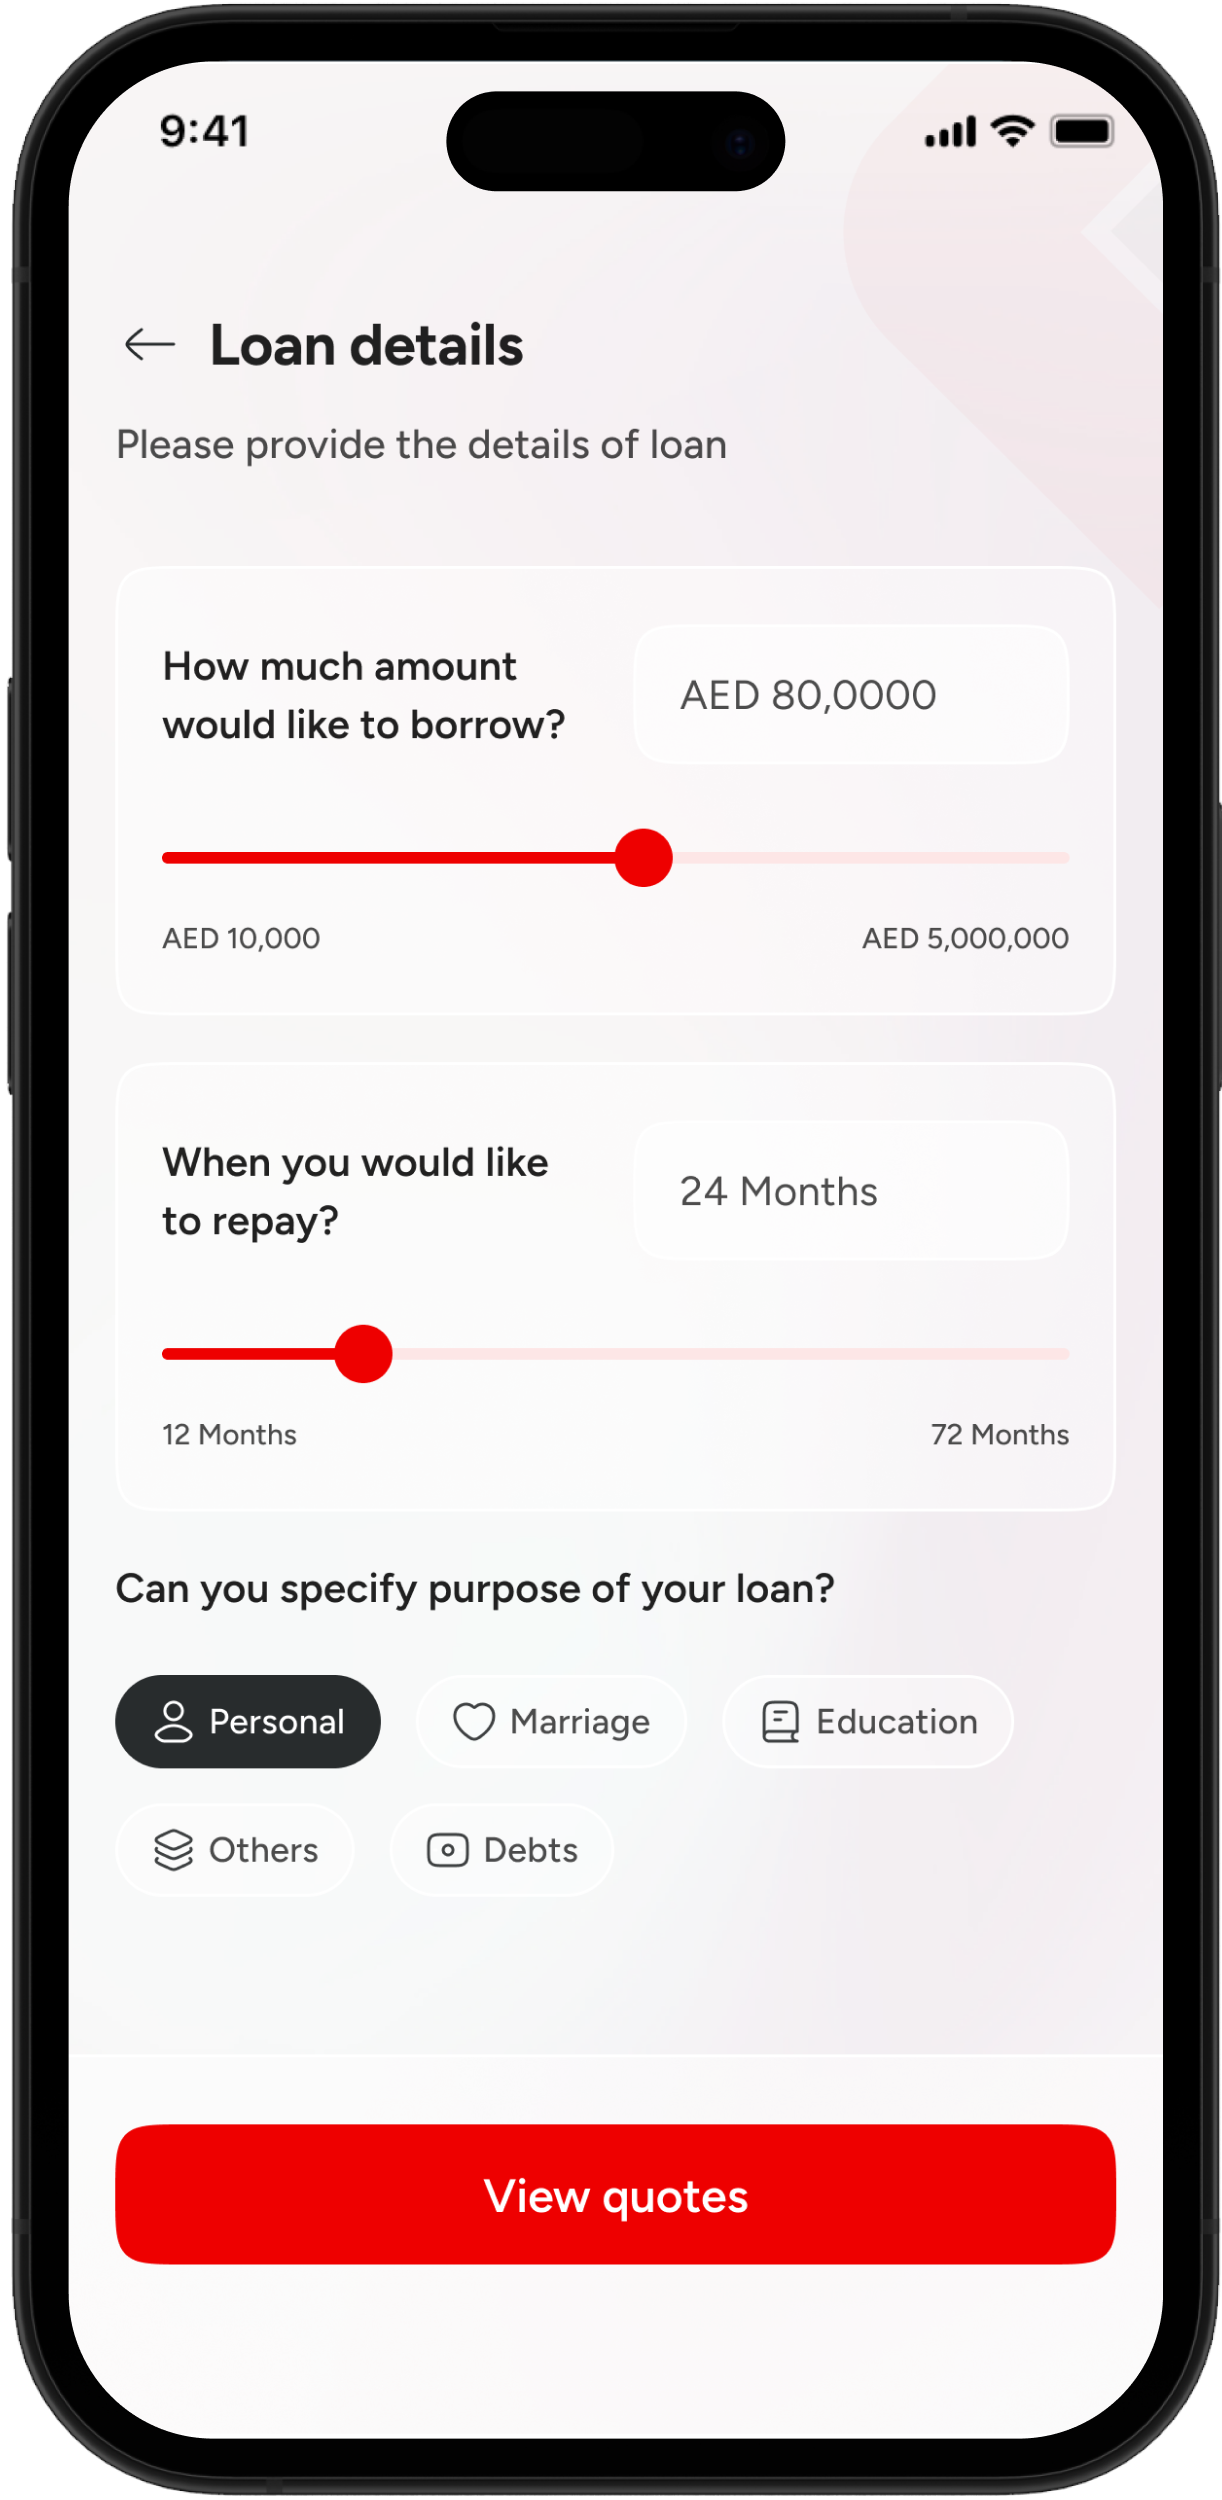 9:41
Loan details
Please provide the details of loan
How much amount
would like to borrow?
AED 80,0000
AED 10,000
AED 5,000,000
When you would like
to repay?
24 Months
12 Months
72 Months
Can you specify purpose of your loan?
Personal
Marriage
Education
Others
Debts
View quotes